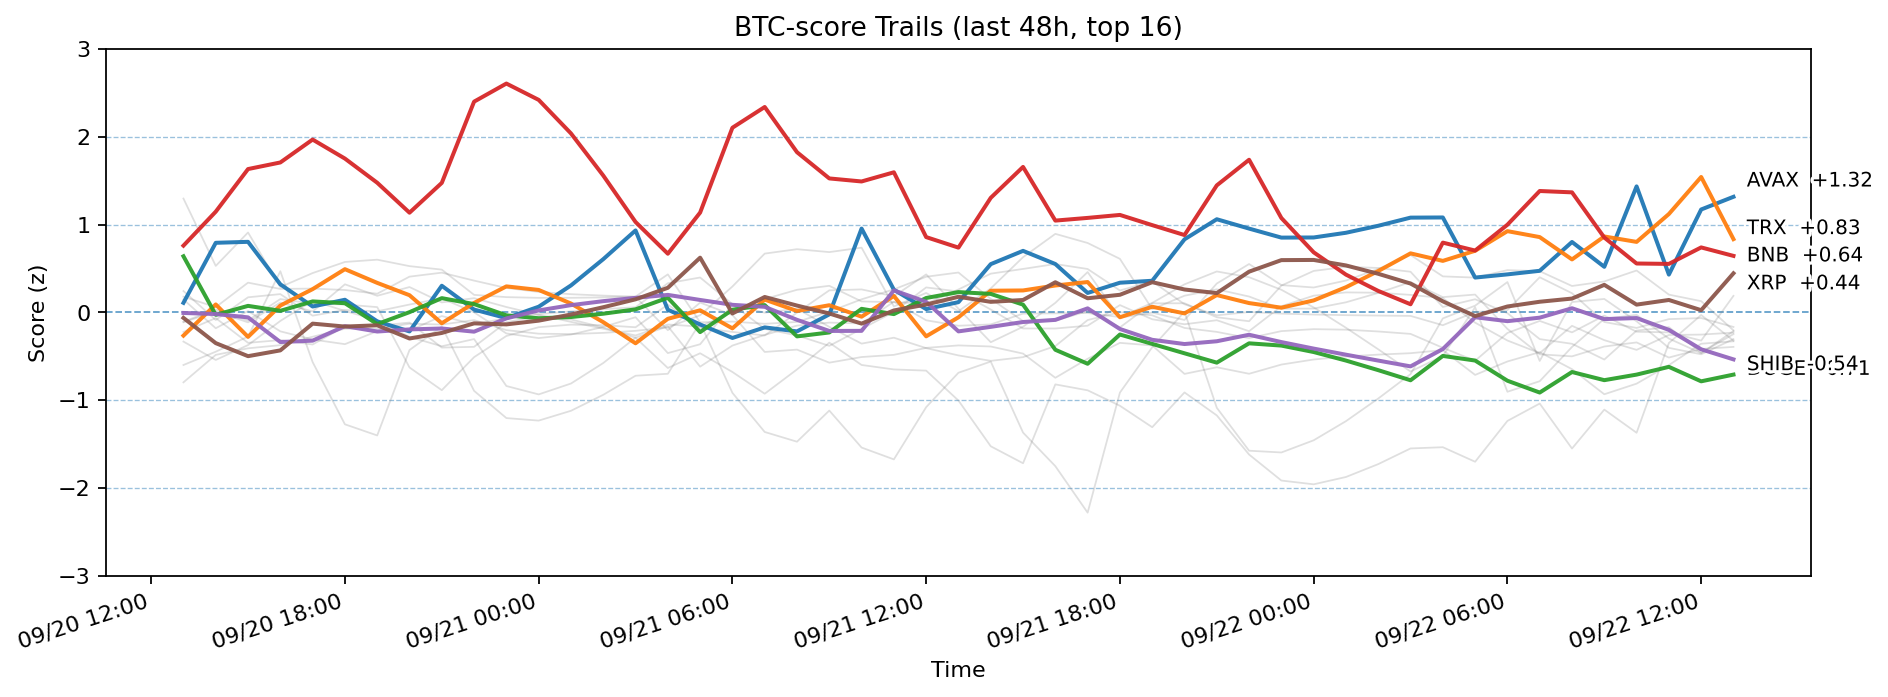 BTC-score Trails (last 48h, top 16)
Score (z)
3
2
1
0
−1
−2
−3
AVAX +1.32
TRX +0.83
BNB +0.64
XRP +0.44
SHIB -0.54
09/20 12:00
09/20 18:00
09/21 00:00
09/21 06:00
09/21 12:00
09/21 18:00
09/22 00:00
09/22 06:00
09/22 12:00
Time